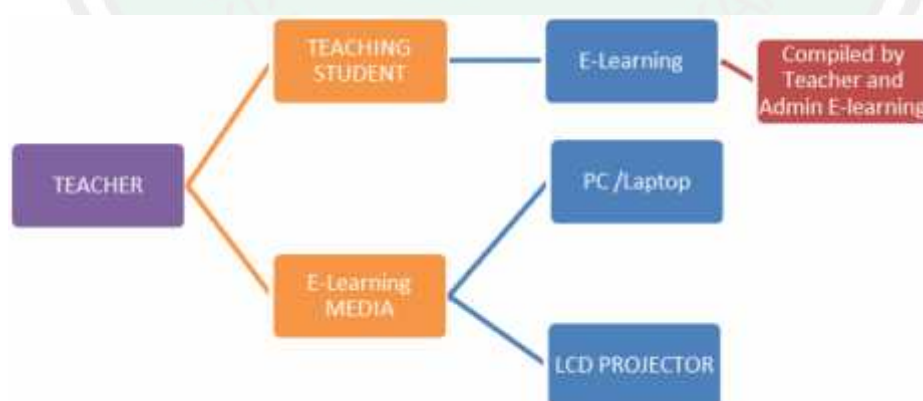 TEACHING
STUDENT
E-Learning
Compiled by
Teacher and
Admin E-learning
TEACHER
PC /Laptop
E-Learning
MEDIA
LCD PROJECTOR